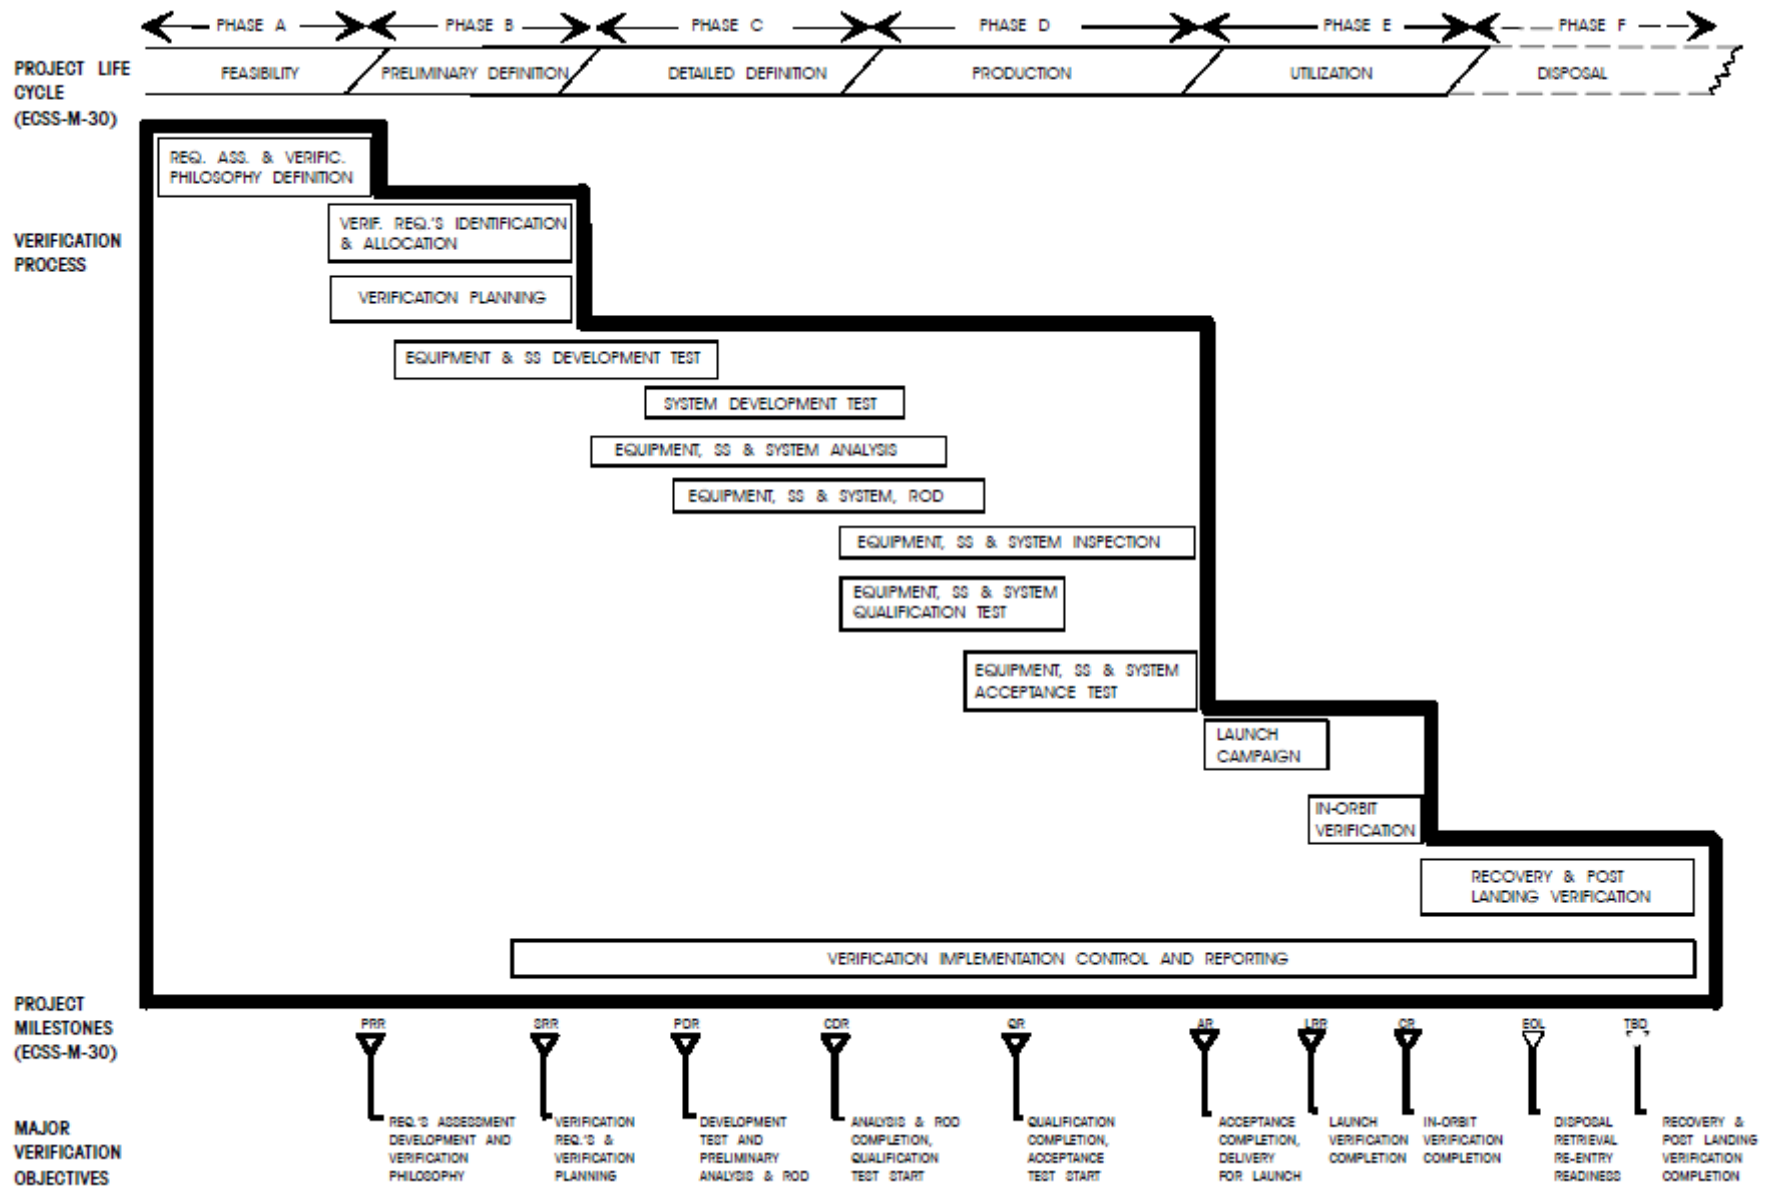 PHASE A
PHASE B
PHASE C
PHASE D
PHASE E
PHASE F
PROJECT LIFE
CYCLE
(ECSS-M-30)
FEASIBILITY
PRELIMINARY DEFINITION
DETAILED DEFINITION
PRODUCTION
UTILIZATION
DISPOSAL
VERIFICATION
PROCESS
REQ. ASS. & VERIFIC.
PHILOSOPHY DEFINITION
VERIF. REQ.'S IDENTIFICATION
& ALLOCATION
VERIFICATION PLANNING
EQUIPMENT & SS DEVELOPMENT TEST
SYSTEM DEVELOPMENT TEST
EQUIPMENT, SS & SYSTEM ANALYSIS
EQUIPMENT, SS & SYSTEM, ROD
EQUIPMENT, SS & SYSTEM INSPECTION
EQUIPMENT, SS & SYSTEM
QUALIFICATION TEST
EQUIPMENT, SS & SYSTEM
ACCEPTANCE TEST
LAUNCH
CAMPAIGN
IN-ORBIT
VERIFICATION
RECOVERY & POST
LANDING VERIFICATION
VERIFICATION IMPLEMENTATION CONTROL AND REPORTING
PROJECT
MILESTONES
(ECSS-M-30)
PRR
SRR
PDR
CDR
QR
AR
LRR
CR
EOL
TBD
MAJOR
VERIFICATION
OBJECTIVES
REQ.'S ASSESSMENT
DEVELOPMENT AND
VERIFICATION
PHILOSOPHY
VERIFICATION
REQ.'S &
VERIFICATION
PLANNING
DEVELOPMENT
TEST AND
PRELIMINARY
ANALYSIS & ROD
ANALYSIS & ROD
COMPLETION,
QUALIFICATION
TEST START
QUALIFICATION
COMPLETION,
ACCEPTANCE
TEST START
ACCEPTANCE
COMPLETION,
DELIVERY
FOR LAUNCH
LAUNCH
VERIFICATION
COMPLETION
IN-ORBIT
VERIFICATION
COMPLETION
DISPOSAL
RETRIEVAL
RE-ENTRY
READINESS
RECOVERY &
POST LANDING
VERIFICATION
COMPLETION